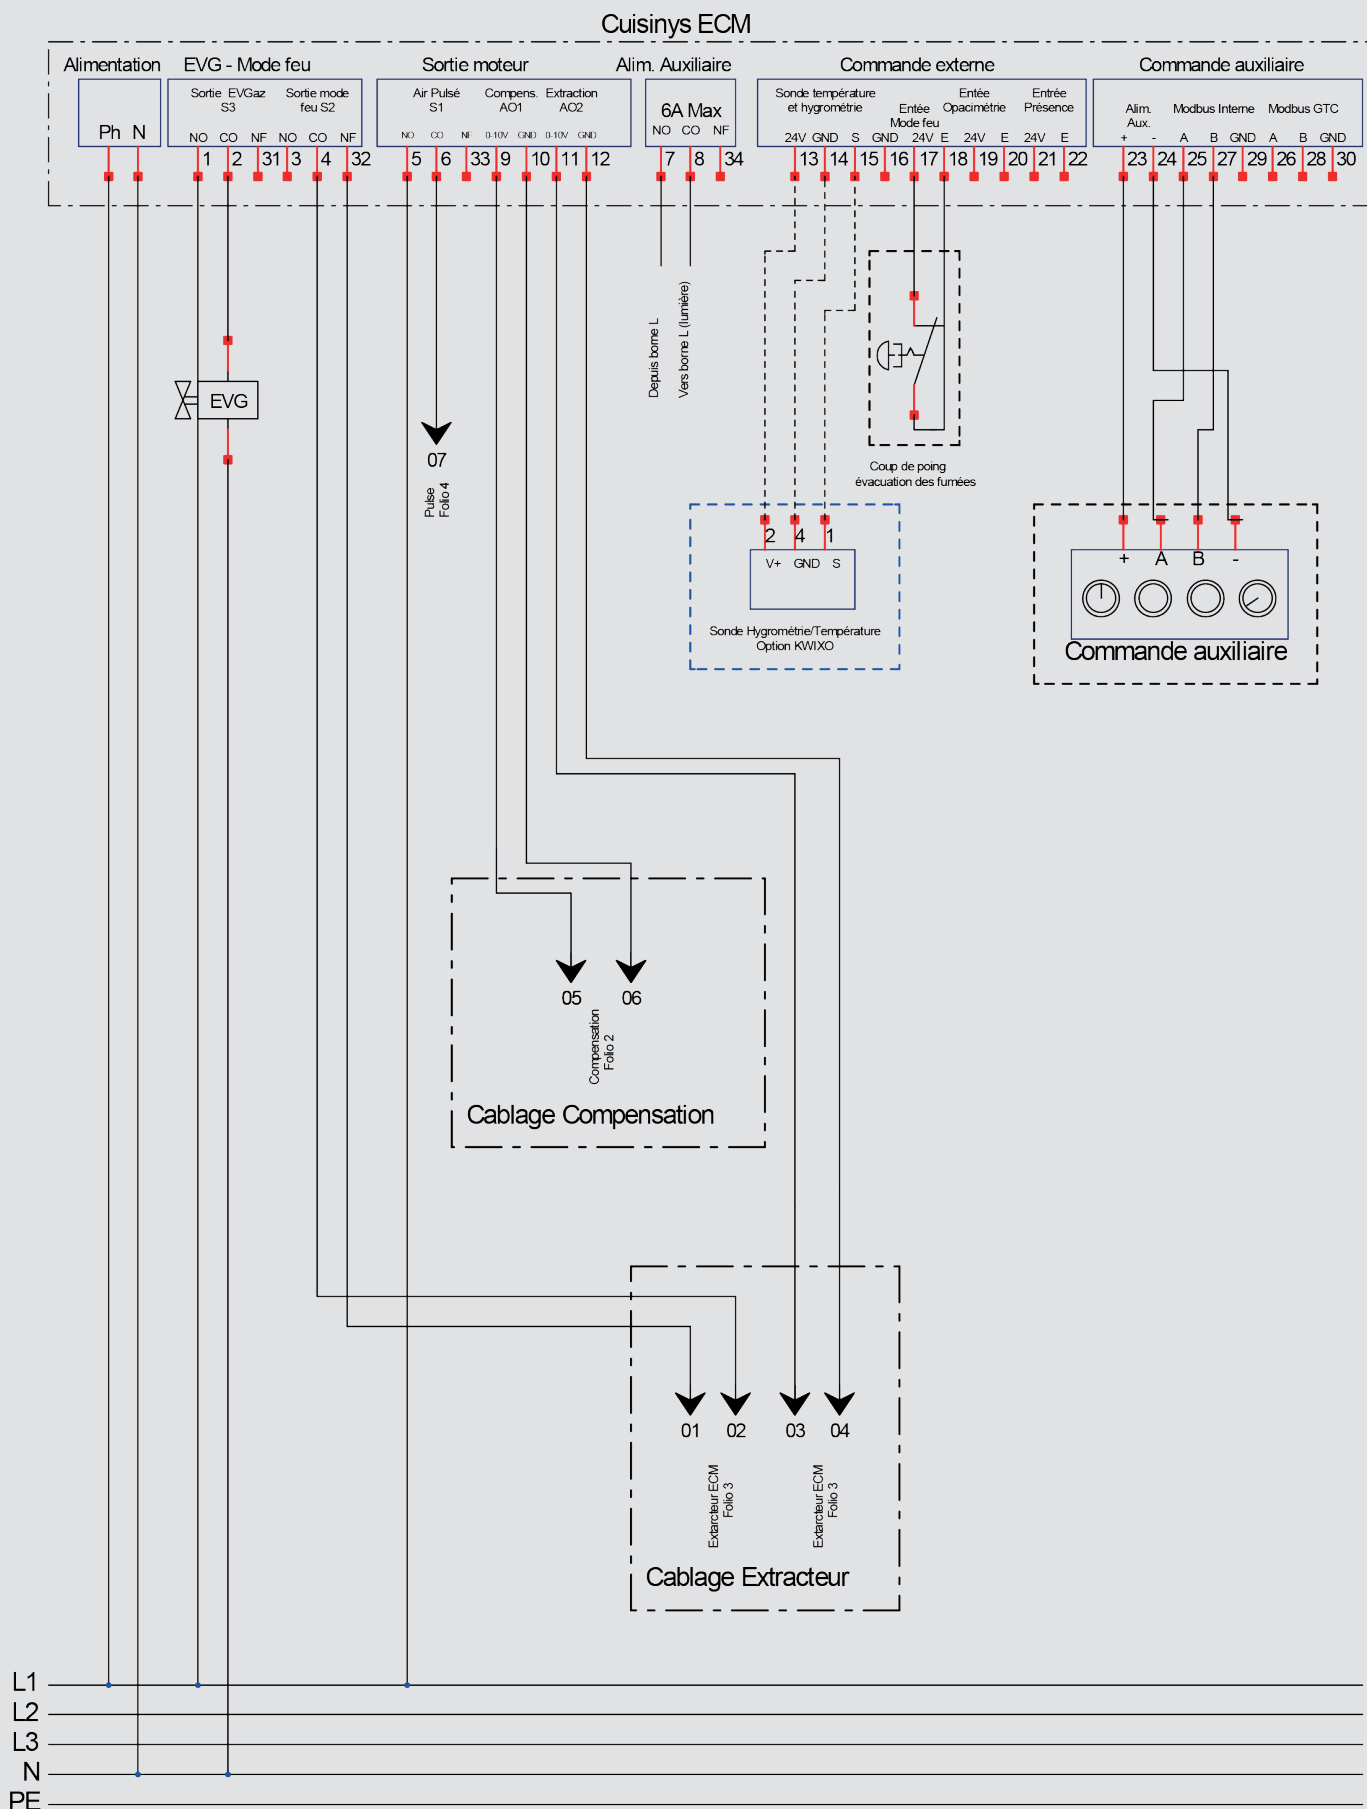 Cuisinys ECM
Alimentation
EVG - Mode feu
Sortie moteur
Alim. Auxiliaire
Commande externe
Commande auxiliaire
Ph N
Sortie EVGaz
S3
Sortie mode
feu S2
NO CO NF NO CO NF
1 2 31 3 4 32
Air Pulsé
S1
Compens.
AO1
Extraction
AO2
NO CO NF 0-10V GND 0-10V GND
5 6 33 9 10 11 12
6A Max
NO CO NF
7 8 34
Sonde température
et hygrométrie
Entée
Mode feu
Entée
Opacimétrie
Entrée
Présence
24V GND S GND 24V E 24V E 24V E
13 14 15 16 17 18 19 20 21 22
Alim.
Aux.
Modbus Interne
Modbus GTC
+ - A B GND A B GND
23 24 25 27 29 26 28 30
EVG
07
Pulse
Folio 4
Depuis borne L
Vers borne L (lumière)
Coup de poing
évacuation des fumées
2 4 1
V+ GND S
Sonde Hygrométrie/Température
Option KWIXO
+ A B -
Commande auxiliaire
05 06
Compensation
Folio 2
Cablage Compensation
01 02 03 04
Extarcteur ECM
Folio 3
Extarcteur ECM
Folio 3
Cablage Extracteur
L1
L2
L3
N
PE